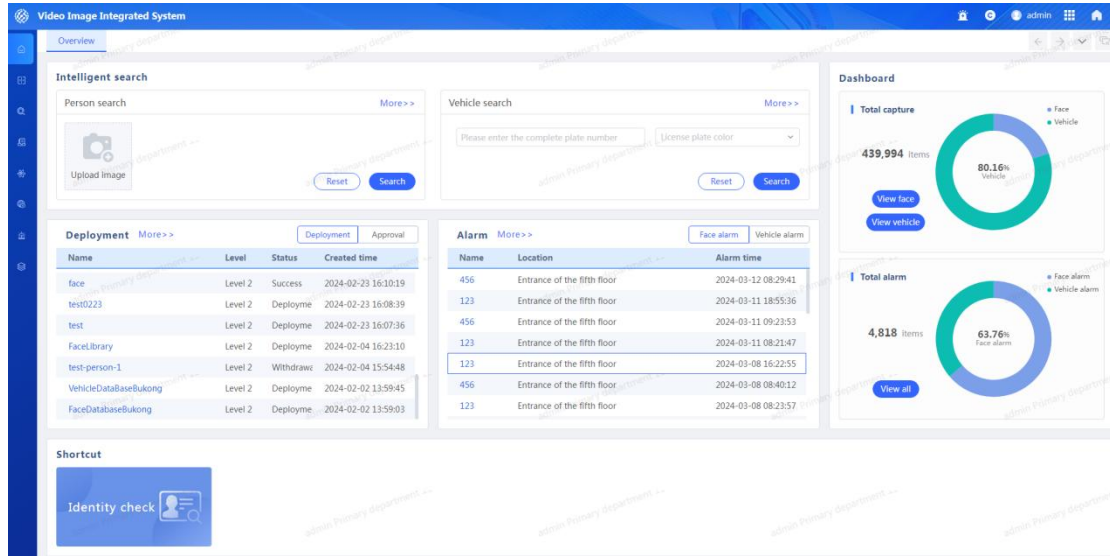 Video Image Integrated System
admin
Overview
Intelligent search
Person search
More>>
Upload Image
Reset
Search
Vehicle search
More>>
Please enter the complete plate number
License plate color
Reset
Search
Deployment More>>
Deployment
Approval
Name Level Status Created time
face Level 2 Success 2024-02-23 16:10:19
test0223 Level 2 Deployme 2024-02-23 16:08:39
test Level 2 Deployme 2024-02-23 16:07:36
FaceLibrary Level 2 Deployme 2024-02-04 16:23:10
test-person-1 Level 2 Withdrawa 2024-02-04 15:54:48
VehicleDataBaseBukong Level 2 Deployme 2024-02-02 13:59:45
FaceDatabaseBukong Level 2 Deployme 2024-02-02 13:59:03
Alarm More>>
Face alarm
Vehicle alarm
Name Location Alarm time
456 Entrance of the fifth floor 2024-03-12 08:29:41
123 Entrance of the fifth floor 2024-03-11 18:55:36
456 Entrance of the fifth floor 2024-03-11 09:23:53
123 Entrance of the fifth floor 2024-03-11 08:21:47
123 Entrance of the fifth floor 2024-03-08 16:22:55
456 Entrance of the fifth floor 2024-03-08 08:40:12
123 Entrance of the fifth floor 2024-03-08 08:23:57
Dashboard
Total capture
Face
Vehicle
439,994 Items
80.16%
Vehicle
View face
View vehicle
Total alarm
Face alarm
Vehicle alarm
4,818 Items
63.76%
Face alarm
View all
Shortcut
Identity check
admin Primary department